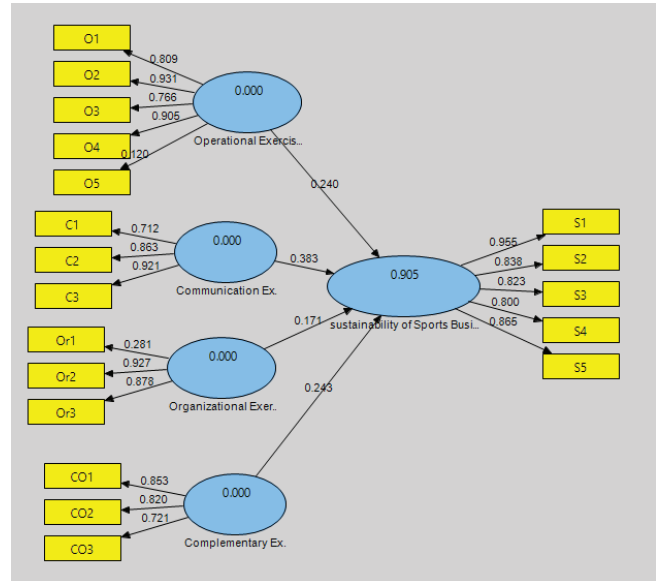 O1
0.809
O2
0.931
O3
0.766
O4
0.905
O5
0.120
0.000
Operational Exercis..
0.240
C1
0.712
C2
0.863
C3
0.921
0.000
Communication Ex.
0.383
Or1
0.281
Or2
0.927
Or3
0.878
0.000
Organizational Exer..
0.171
CO1
0.853
CO2
0.820
CO3
0.721
0.000
Complementary Ex.
0.243
0.905
sustainability of Sports Busi..
0.955
S1
0.838
S2
0.823
S3
0.800
S4
0.865
S5